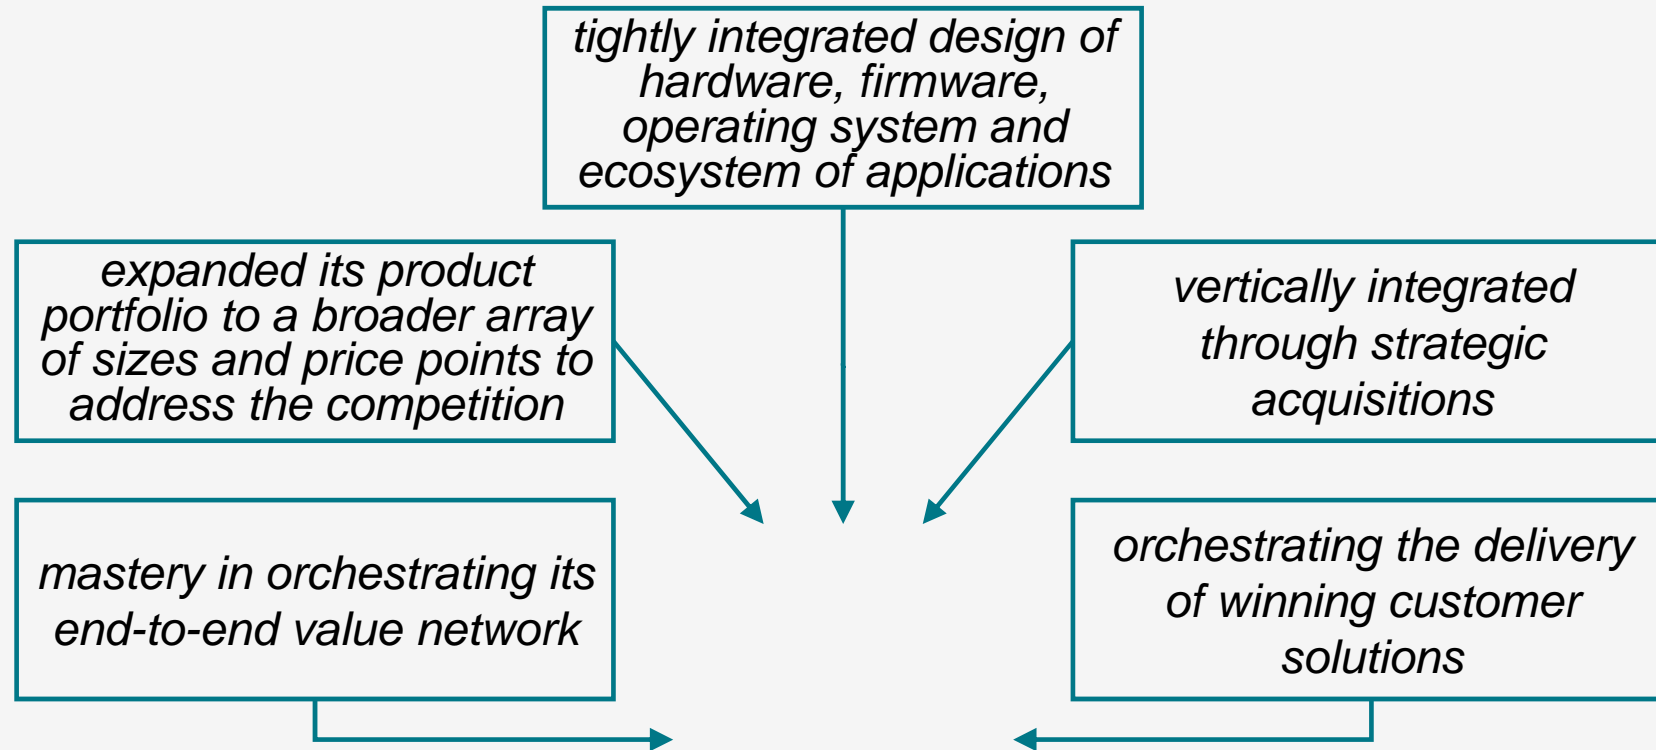 tightly integrated design of
hardware, firmware,
operating system and
ecosystem of applications
expanded its product
portfolio to a broader array
of sizes and price points to
address the competition
vertically integrated
through strategic
acquisitions
mastery in orchestrating its
end-to-end value network
orchestrating the delivery
of winning customer
solutions